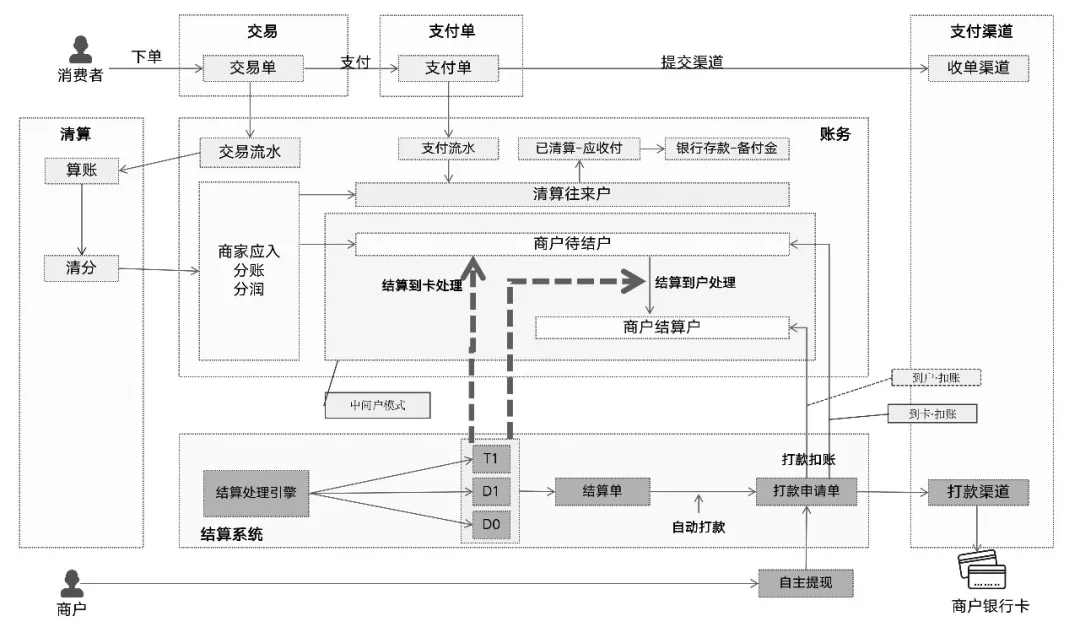 交易
支付单
支付渠道
消费者
下单
交易单
支付
支付单
提交渠道
收单渠道
清算
账务
算账
交易流水
支付流水
已清算-应收付
银行存款-备付金
清算往来户
商家应入
分账
分润
商户待结户
清分
结算到卡处理
结算到户处理
商户结算户
到户-扣账
中间户模式
到卡-扣账
打款扣账
T1
结算处理引擎
D1
结算单
打款申请单
打款渠道
D0
自动打款
结算系统
商户
自主提现
商户银行卡